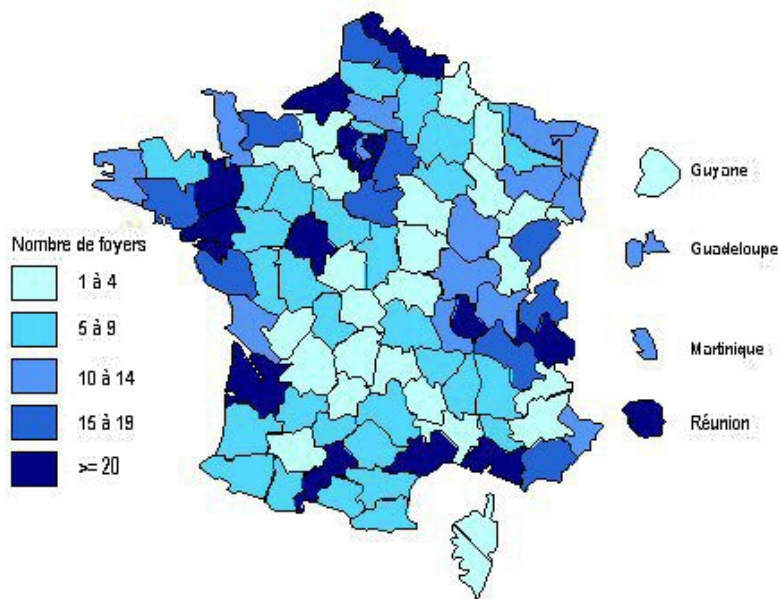 Guyane
Guadeloupe
Martinique
Réunion
Nombre de foyers
1 à 4
5 à 9
10 à 14
15 à 19
>= 20